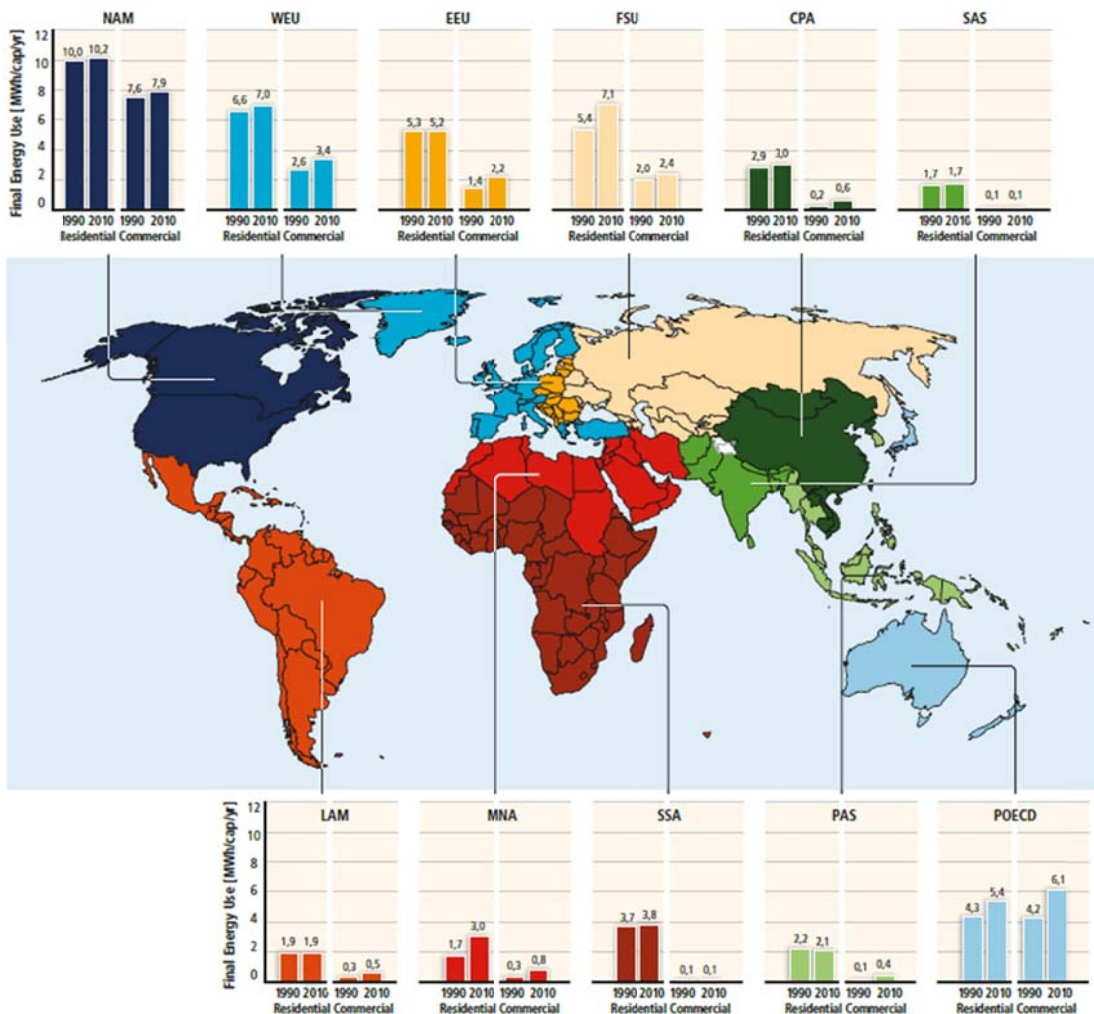 NAM WEU EEU FSU CPA SAS
Final Energy Use [MWh/cap/yr]
12
10
8
6
4
2
0
10,0 10,2 7,6 7,9
6,6 7,0 2,6 3,4
5,3 5,2 1,4 2,2
5,4 7,1 2,0 2,4
2,9 3,0 0,2 0,6
1,7 1,7 0,1 0,1
1990 2010 1990 2010 1990 2010 1990 2010 1990 2010 1990 2010 1990 2010 1990 2010 1990 2010 1990 2010 1990 2010 1990 2010
Residential Commercial Residential Commercial Residential Commercial Residential Commercial Residential Commercial Residential Commercial
LAM MNA SSA PAS POECD
Final Energy Use [MWh/cap/yr]
12
10
8
6
4
2
0
1,9 1,9 0,3 0,5
1,7 3,0 0,3 0,8
3,7 3,8 0,1 0,1
2,2 2,1 0,1 0,4
4,3 5,4 4,2 6,1
1990 2010 1990 2010 1990 2010 1990 2010 1990 2010 1990 2010 1990 2010 1990 2010 1990 2010 1990 2010
Residential Commercial Residential Commercial Residential Commercial Residential Commercial Residential Commercial